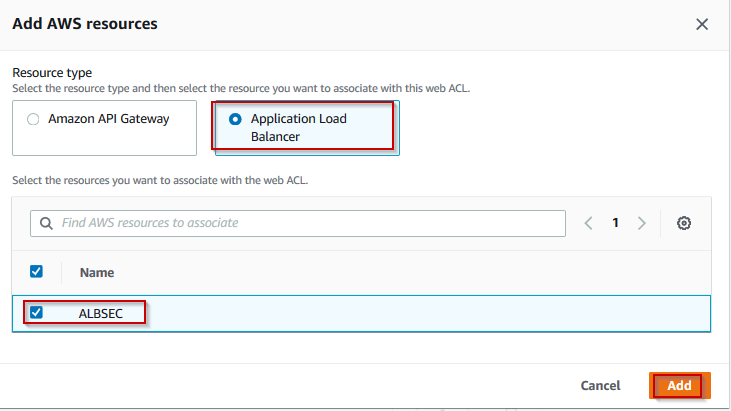 Add AWS resources
Resource type
Select the resource type and then select the resource you want to associate with this web ACL.
Amazon API Gateway
Application Load
Balancer
Select the resources you want to associate with the web ACL.
Find AWS resources to associate
1
Name
ALBSEC
Cancel
Add